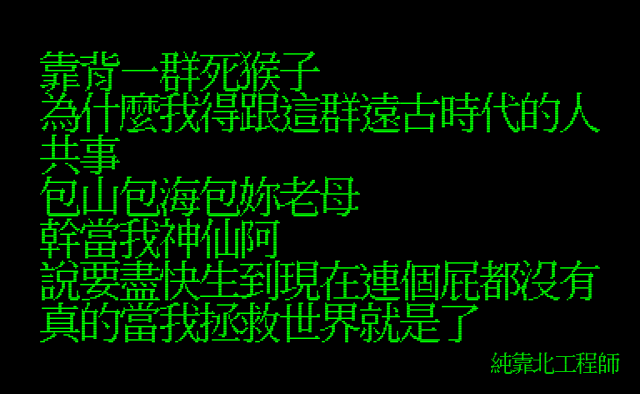 靠背一群死猴子
為什麼我得跟這群遠古時代的人
共事
包山包海包妳老母
幹當我神仙阿
說要盡快生到現在連個屁都沒有
真的當我拯救世界就是了
純靠北工程師